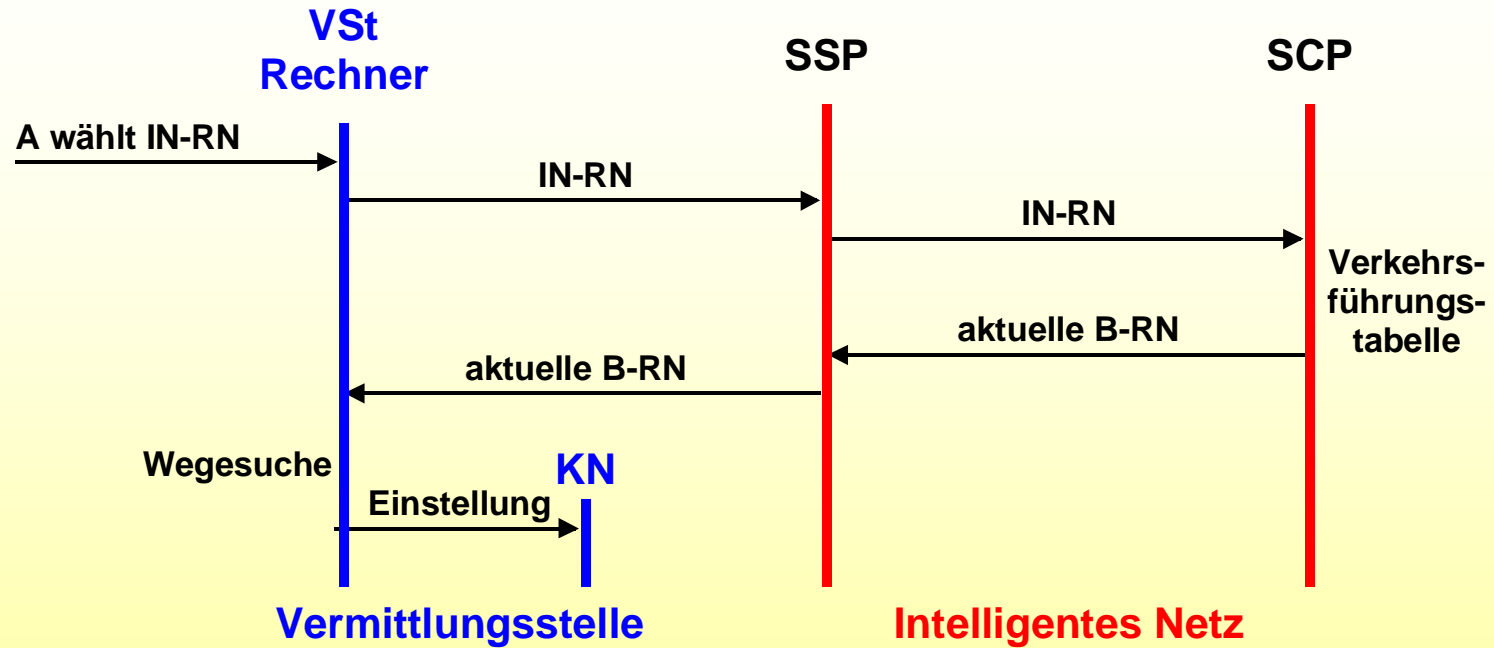 VSt
Rechner
SSP
SCP
A wählt IN-RN
IN-RN
IN-RN
Verkehrs-
führungs-
tabelle
aktuelle B-RN
aktuelle B-RN
Wegesuche
KN
Einstellung
Vermittlungsstelle
Intelligentes Netz